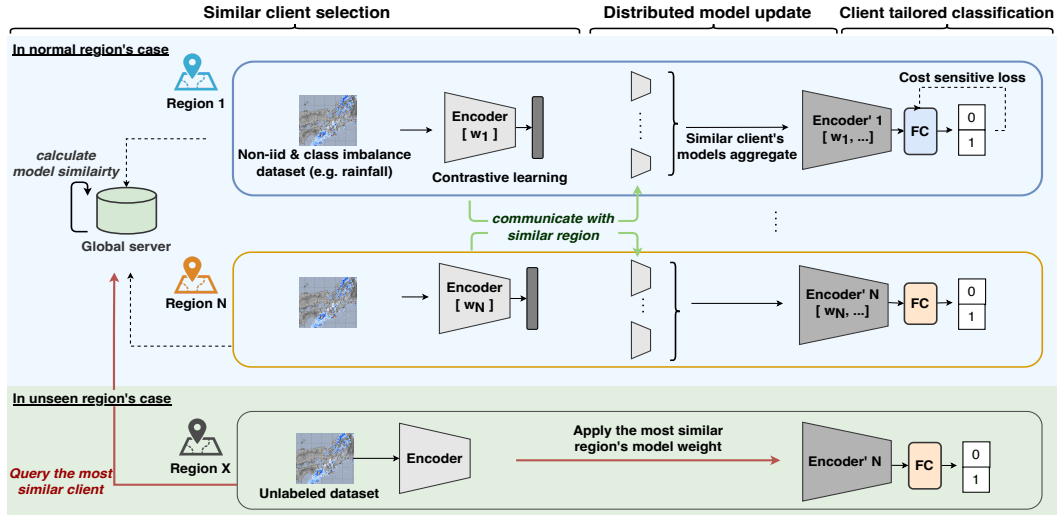 Similar client selection
Distributed model update
Client tailored classification
In normal region's case
Region 1
Cost sensitive loss
Non-iid & class imbalance
dataset (e.g. rainfall)
Encoder
[ w1 ]
Contrastive learning
Similar client's
models aggregate
Encoder' 1
[ w1, ...]
FC
0
1
calculate
model similairty
Global server
communicate with
similar region
Region N
Encoder
[ wN ]
Encoder' N
[ wN, ...]
FC
0
1
In unseen region's case
Region X
Query the most
similar client
Unlabeled dataset
Encoder
Apply the most similar
region's model weight
Encoder' N
FC
0
1